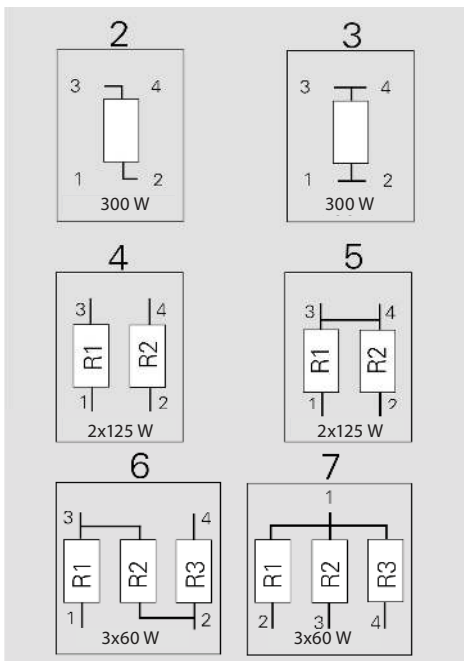 2 3
3 4 3 4
1 2 1 2
300 W 300 W
4 5
3 4 3 4
R1 R2 R1 R2
1 2 1 2
2x125 W 2x125 W
6 7
1
3 4
R1 R2 R3 R1 R2 R3
1 2 2 3 4
3x60 W 3x60 W